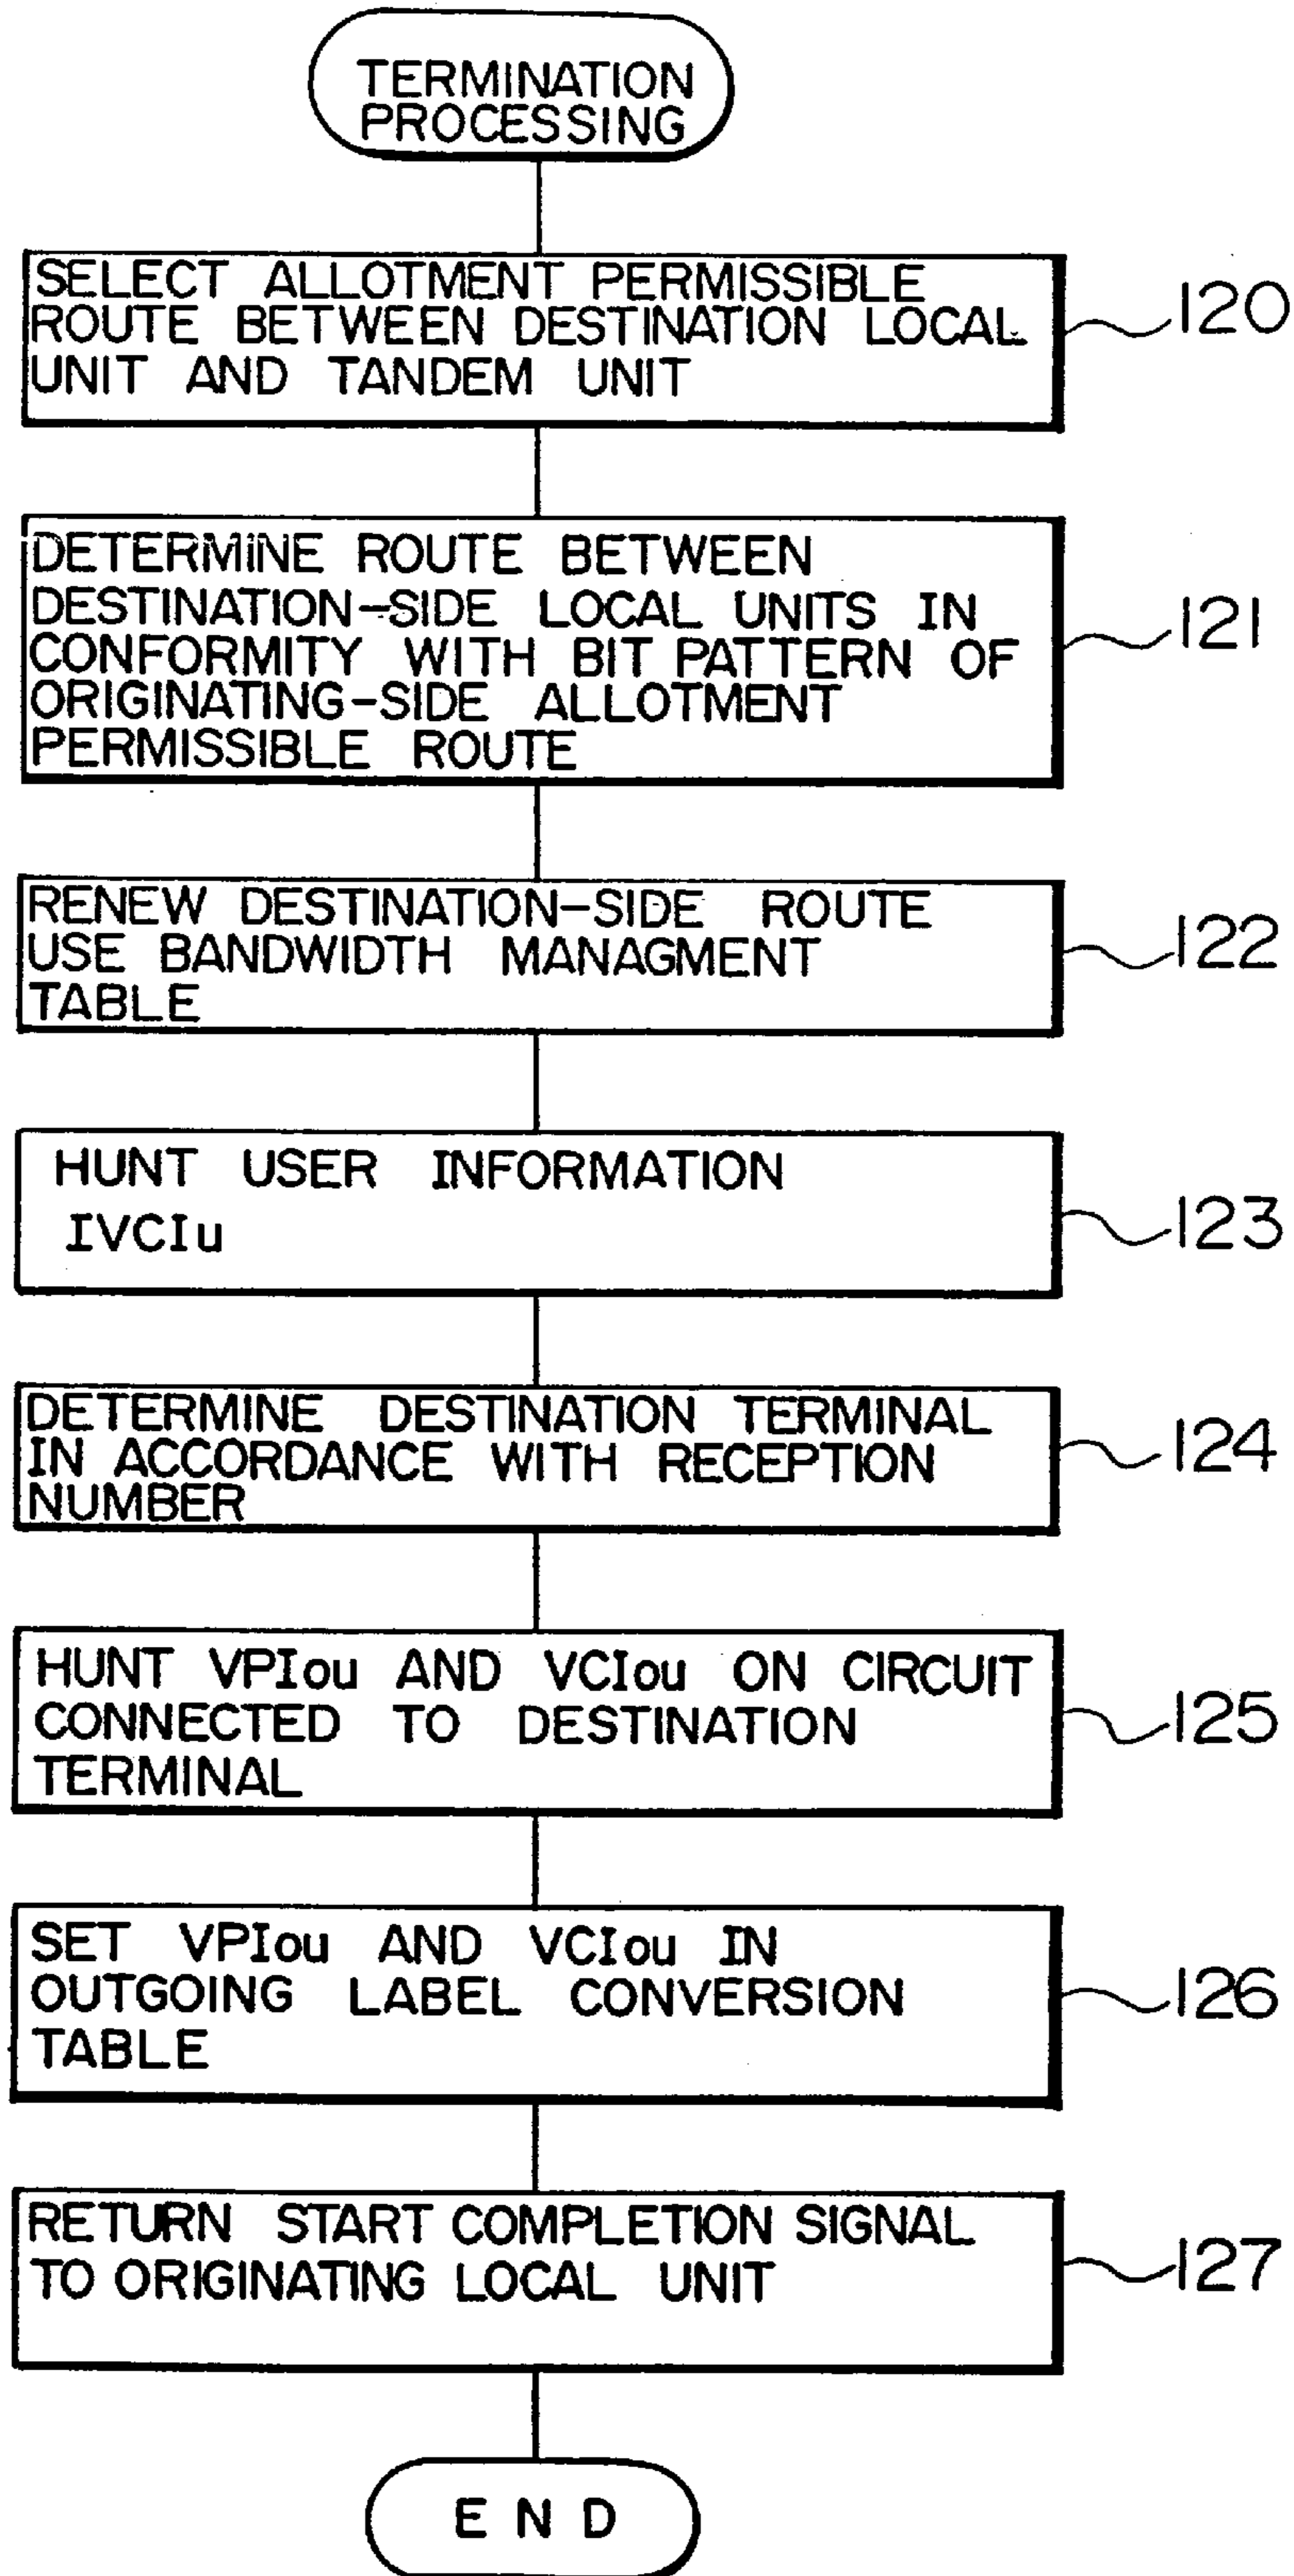 TERMINATION
PROCESSING
SELECT ALLOTMENT PERMISSIBLE
ROUTE BETWEEN DESTINATION LOCAL
UNIT AND TANDEM UNIT
120
DETERMINE ROUTE BETWEEN
DESTINATION-SIDE LOCAL UNITS IN
CONFORMITY WITH BIT PATTERN OF
ORIGINATING-SIDE ALLOTMENT
PERMISSIBLE ROUTE
121
RENEW DESTINATION-SIDE ROUTE
USE BANDWIDTH MANAGMENT
TABLE
122
HUNT USER INFORMATION
IVCIu
123
DETERMINE DESTINATION TERMINAL
IN ACCORDANCE WITH RECEPTION
NUMBER
124
HUNT VPIou AND VCIou ON CIRCUIT
CONNECTED TO DESTINATION
TERMINAL
125
SET VPIou AND VCIou IN
OUTGOING LABEL CONVERSION
TABLE
126
RETURN START COMPLETION SIGNAL
TO ORIGINATING LOCAL UNIT
127
END